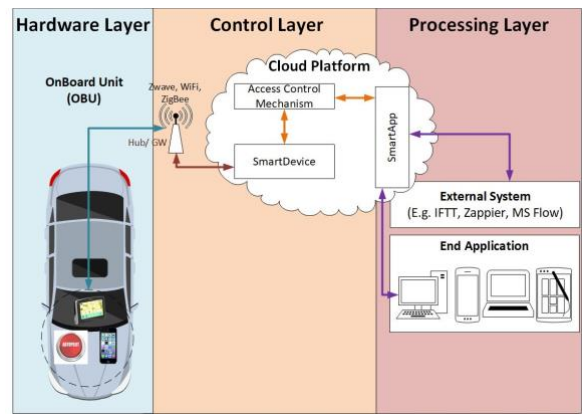 Hardware Layer
Control Layer
Processing Layer
OnBoard Unit
(OBU)
Zwave, WiFi,
ZigBee
Hub/ GW
Cloud Platform
Access Control
Mechanism
SmartDevice
SmartApp
External System
(E.g. IFTT, Zappier, MS Flow)
End Application